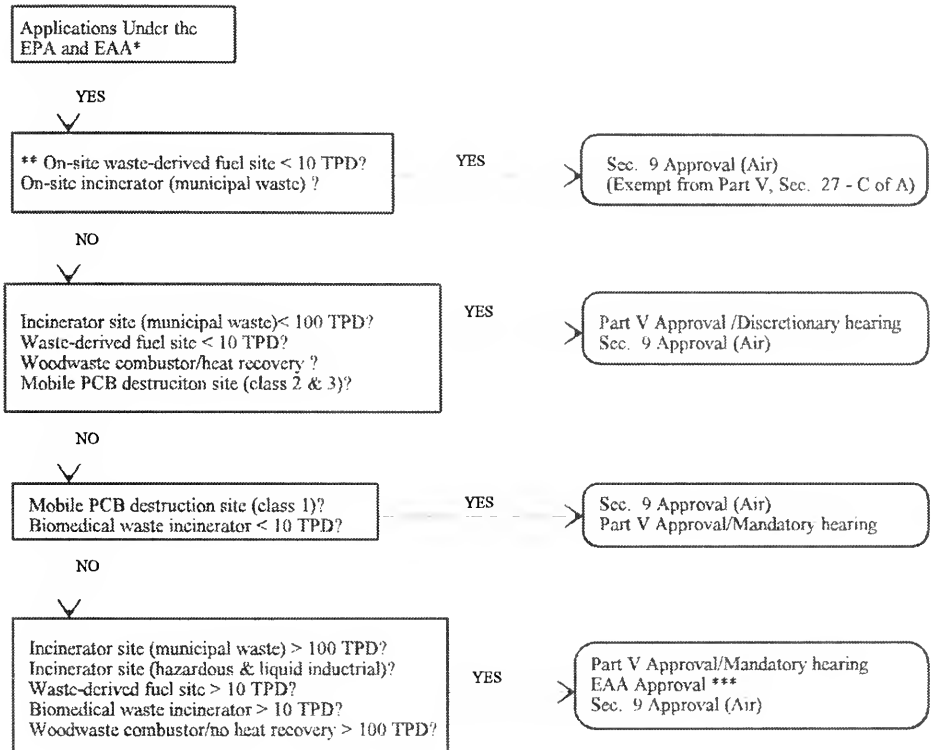 Applications Under the
EPA and EAA*
YES
** On-site waste-derived fuel site < 10 TPD?
On-site incinerator (municipal waste) ?
YES
Sec. 9 Approval (Air)
(Exempt from Part V, Sec. 27 - C of A)
NO
Incinerator site (municipal waste)< 100 TPD?
Waste-derived fuel site < 10 TPD?
Woodwaste combustor/heat recovery ?
Mobile PCB destruciton site (class 2 & 3)?
YES
Part V Approval /Discretionary hearing
Sec. 9 Approval (Air)
NO
Mobile PCB destruction site (class 1)?
Biomedical waste incinerator < 10 TPD?
YES
Sec. 9 Approval (Air)
Part V Approval/Mandatory hearing
NO
Incinerator site (municipal waste) > 100 TPD?
Incinerator site (hazardous & liquid inductrial)?
Waste-derived fuel site > 10 TPD?
Biomedical waste incinerator > 10 TPD?
Woodwaste combustor/no heat recovery > 100 TPD?
YES
Part V Approval/Mandatory hearing
EAA Approval ***
Sec. 9 Approval (Air)